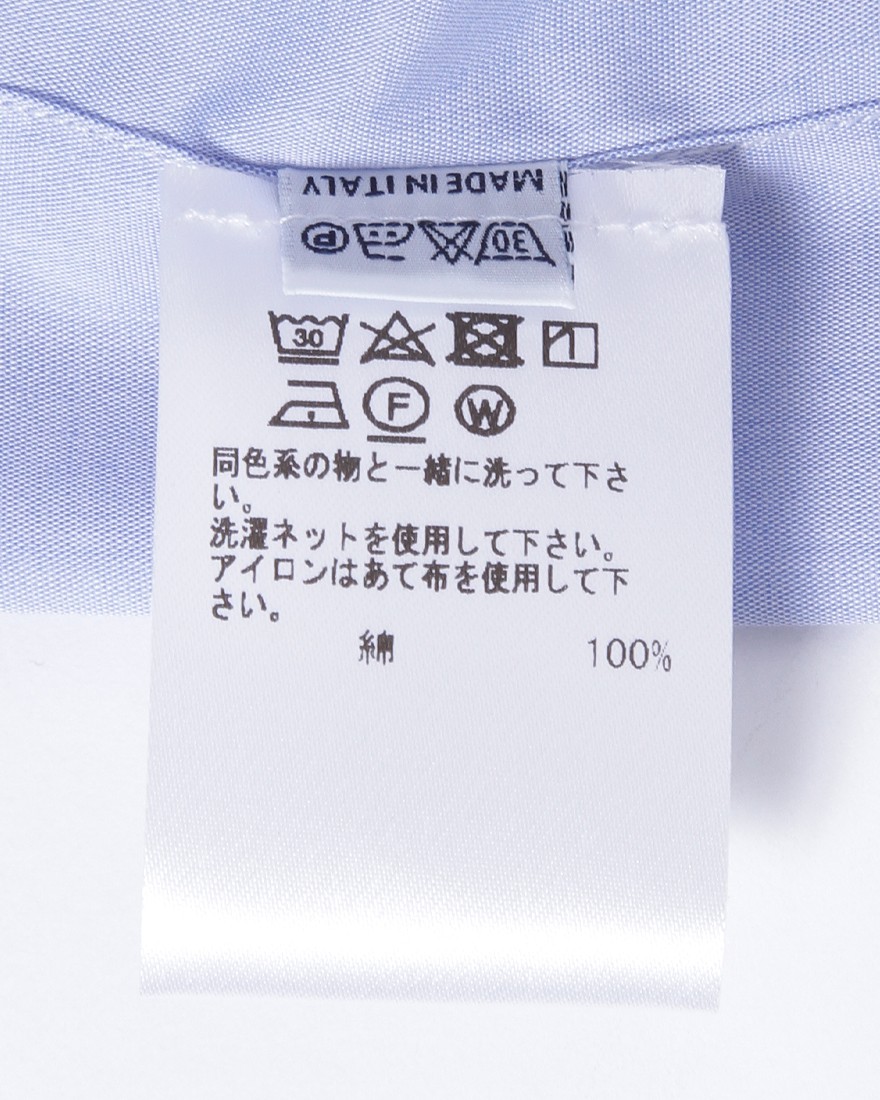 MADE IN ITALY
30 P
30
F W
同色系の物と一緒に洗って下さ
い。
洗濯ネットを使用して下さい。
アイロンはあて布を使用して下
さい。
綿 100%